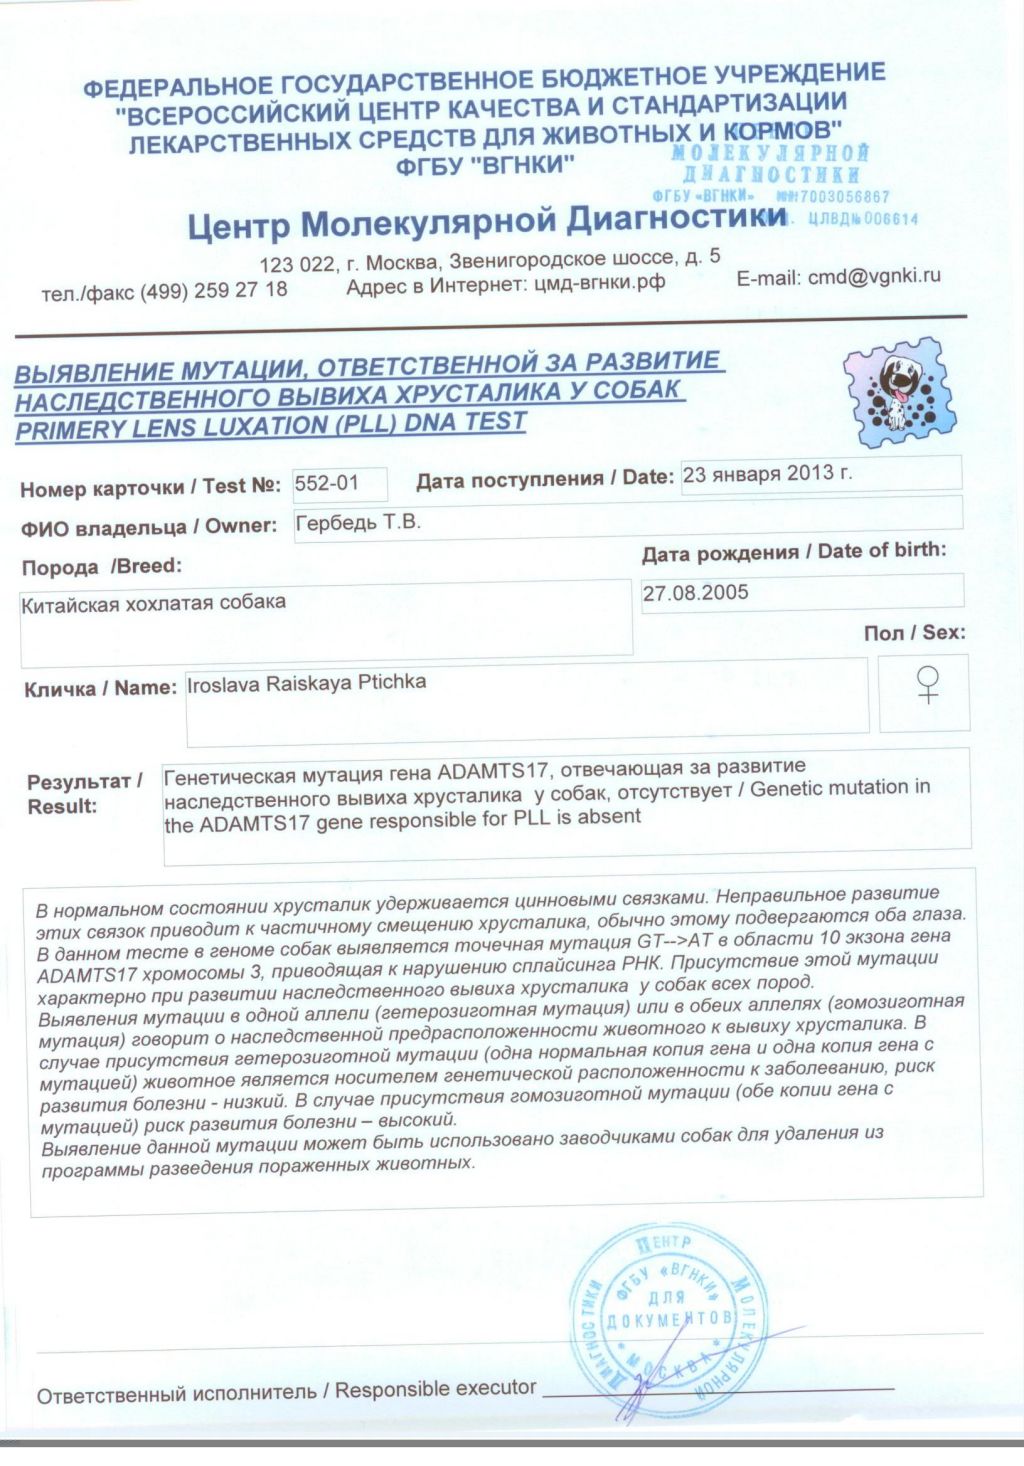 ФЕДЕРАЛЬНОЕ ГОСУДАРСТВЕННОЕ БЮДЖЕТНОЕ УЧРЕЖДЕНИЕ
"ВСЕРОССИЙСКИЙ ЦЕНТР КАЧЕСТВА И СТАНДАРТИЗАЦИИ
ЛЕКАРСТВЕННЫХ СРЕДСТВ ДЛЯ ЖИВОТНЫХ И КОРМОВ"
ФГБУ "ВГНКИ"
МОЛЕКУЛЯРНОЙ
ДИАГНОСТИКИ
ФГБУ «ВГНКИ» ИНН7003056867
ЦЛВД№006614
Центр Молекулярной Диагностики
123 022, г. Москва, Звенигородское шоссе, д. 5
тел./факс (499) 259 27 18 Адрес в Интернет: цмд-вгнки.рф E-mail: cmd@vgnki.ru
ВЫЯВЛЕНИЕ МУТАЦИИ, ОТВЕТСТВЕННОЙ ЗА РАЗВИТИЕ
НАСЛЕДСТВЕННОГО ВЫВИХА ХРУСТАЛИКА У СОБАК
PRIMERY LENS LUXATION (PLL) DNA TEST
Номер карточки / Test №: 552-01 Дата поступления / Date: 23 января 2013 г.
ФИО владельца / Owner: Гербедь Т.В.
Порода /Breed: Дата рождения / Date of birth:
Китайская хохлатая собака 27.08.2005
Пол / Sex:
Кличка / Name: Iroslava Raiskaya Ptichka ♀
Результат / Result: Генетическая мутация гена ADAMTS17, отвечающая за развитие
наследственного вывиха хрусталика у собак, отсутствует / Genetic mutation in
the ADAMTS17 gene responsible for PLL is absent
В нормальном состоянии хрусталик удерживается цинновыми связками. Неправильное развитие
этих связок приводит к частичному смещению хрусталика, обычно этому подвергаются оба глаза.
В данном тесте в геноме собак выявляется точечная мутация GT-->AT в области 10 экзона гена
ADAMTS17 хромосомы 3, приводящая к нарушению сплайсинга РНК. Присутствие этой мутации
характерно при развитии наследственного вывиха хрусталика у собак всех пород.
Выявления мутации в одной аллели (гетерозиготная мутация) или в обеих аллелях (гомозиготная
мутация) говорит о наследственной предрасположенности животного к вывиху хрусталика. В
случае присутствия гетерозиготной мутации (одна нормальная копия гена и одна копия гена с
мутацией) животное является носителем генетической расположенности к заболеванию, риск
развития болезни - низкий. В случае присутствия гомозиготной мутации (обе копии гена с
мутацией) риск развития болезни – высокий.
Выявление данной мутации может быть использовано заводчиками собак для удаления из
программы разведения пораженных животных.
Центр Молекулярной Диагностики
ФГБУ «ВГНКИ»
ДЛЯ
ДОКУМЕНТОВ
* МОСКВА *
Ответственный исполнитель / Responsible executor